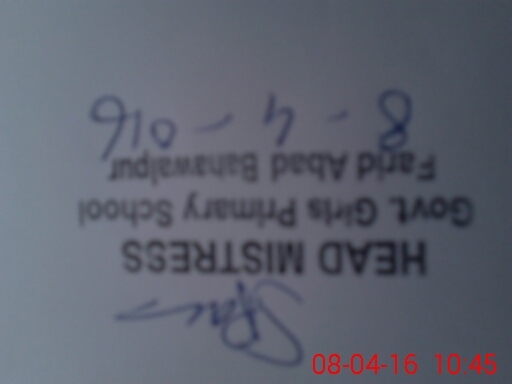 HEAD MISTRESS
Govt. Girls Primary School
Farid Abad Bahawalpur
8-4-016
08-04-16 10:45